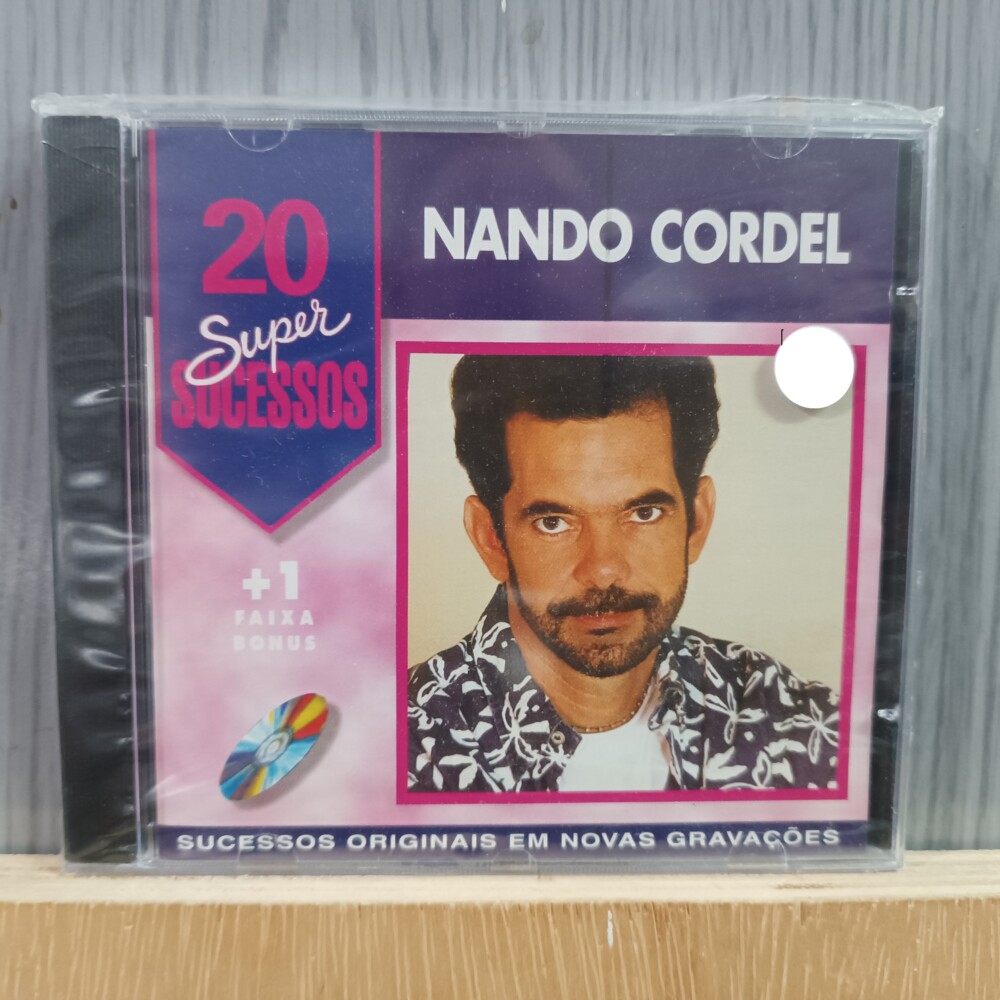 20
Super
SUCESSOS
NANDO CORDEL
+1
FAIXA
BONUS
SUCESSOS ORIGINAIS EM NOVAS GRAVAÇÕES